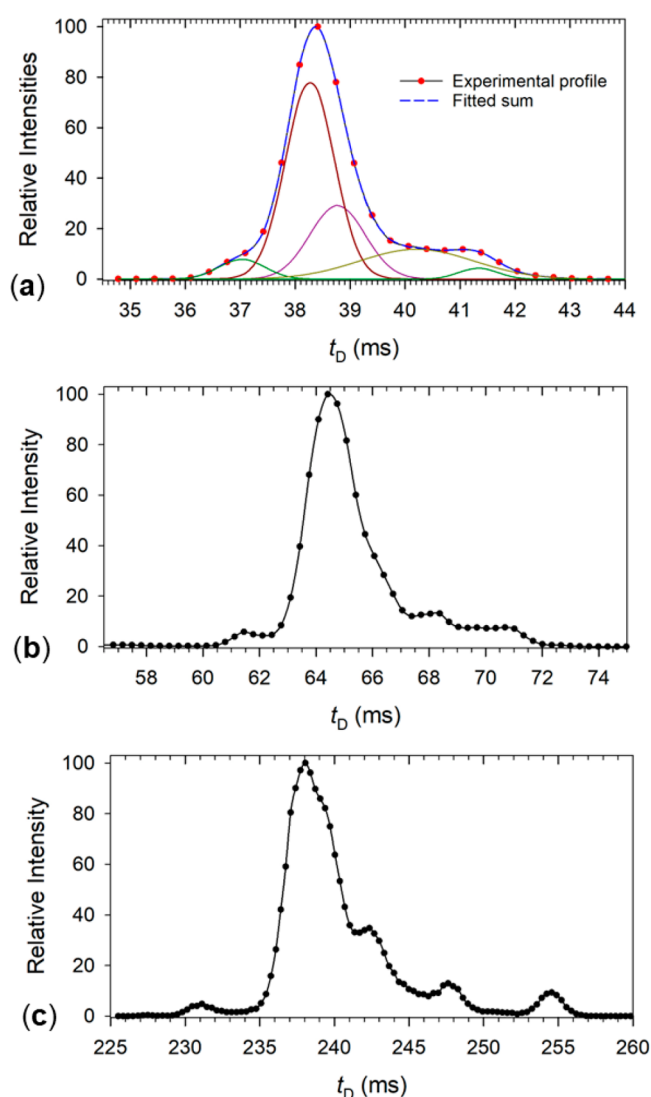 100
80
60
40
20
0
Relative Intensities
Experimental profile
Fitted sum
35 36 37 38 39 40 41 42 43 44
(a)
tD (ms)
100
80
60
40
20
0
Relative Intensity
58 60 62 64 66 68 70 72 74
(b)
tD (ms)
100
80
60
40
20
0
Relative Intensity
225 230 235 240 245 250 255 260
(c)
tD (ms)